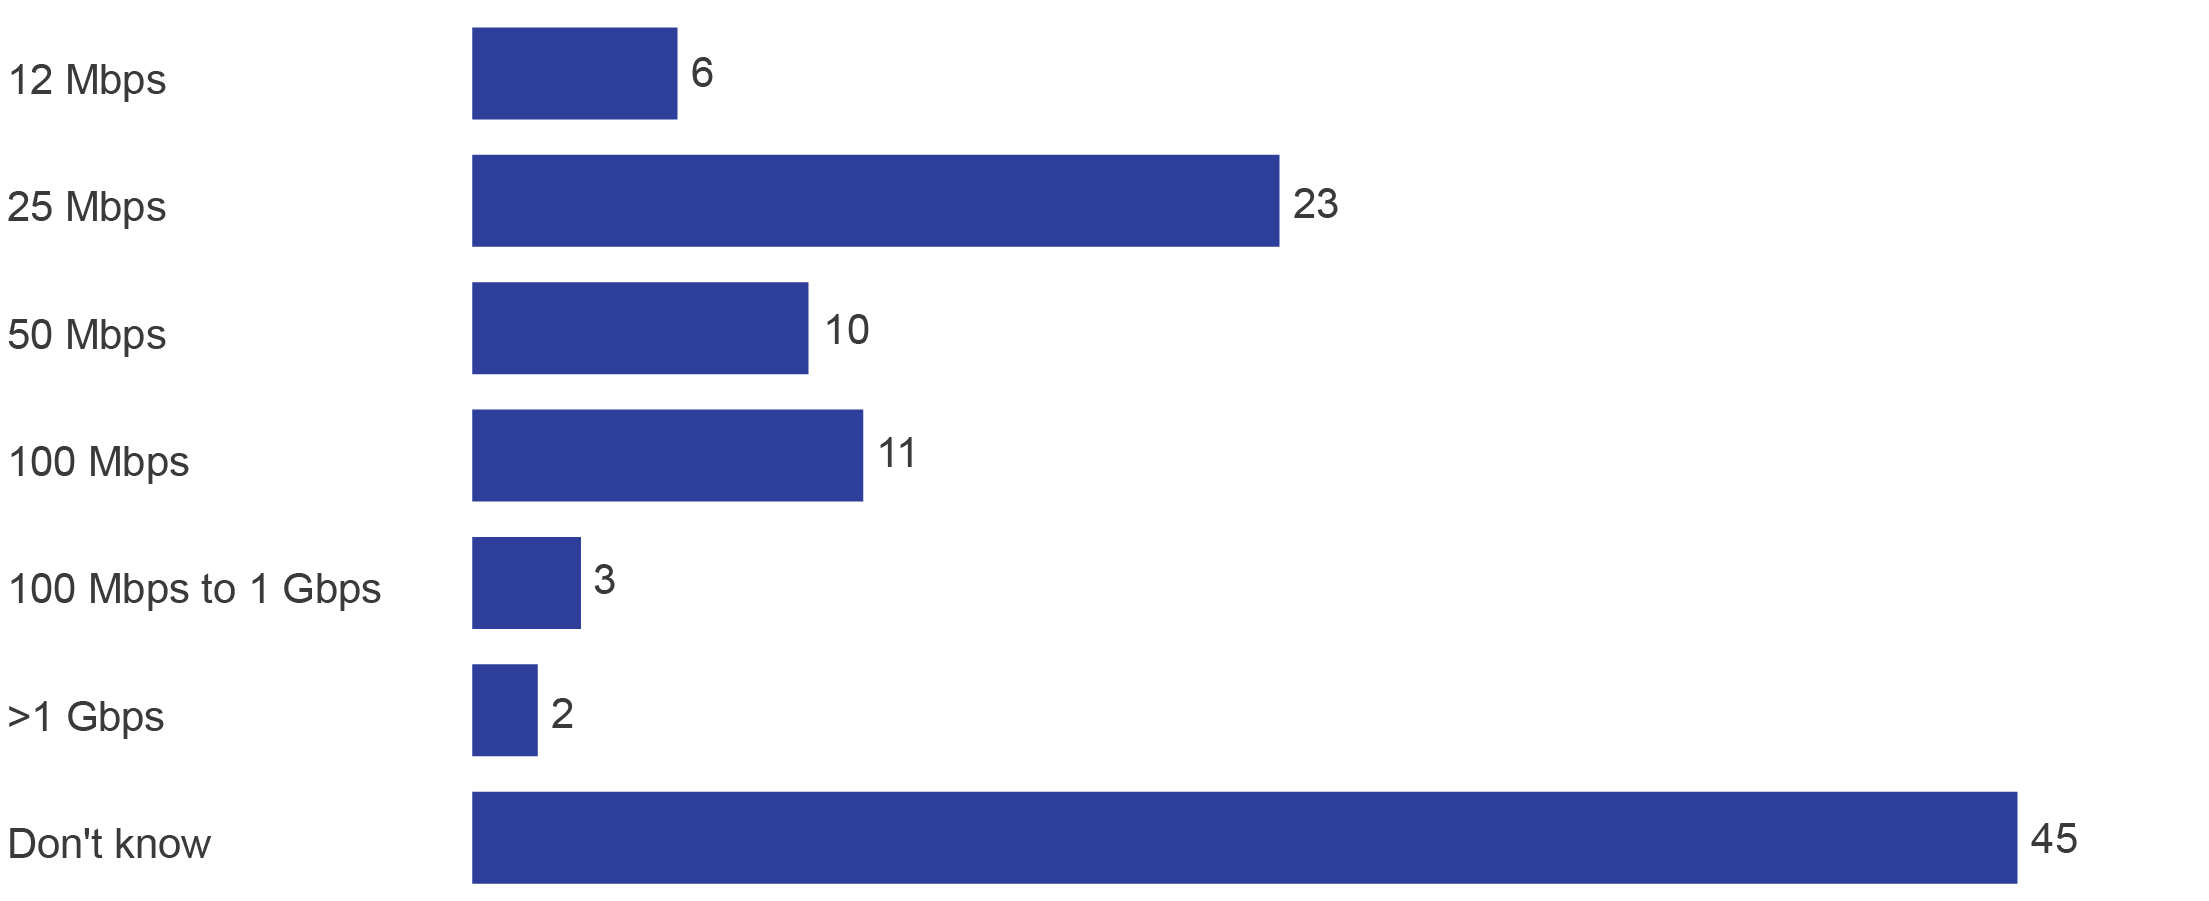 12 Mbps 6
25 Mbps 23
50 Mbps 10
100 Mbps 11
100 Mbps to 1 Gbps 3
>1 Gbps 2
Don't know 45